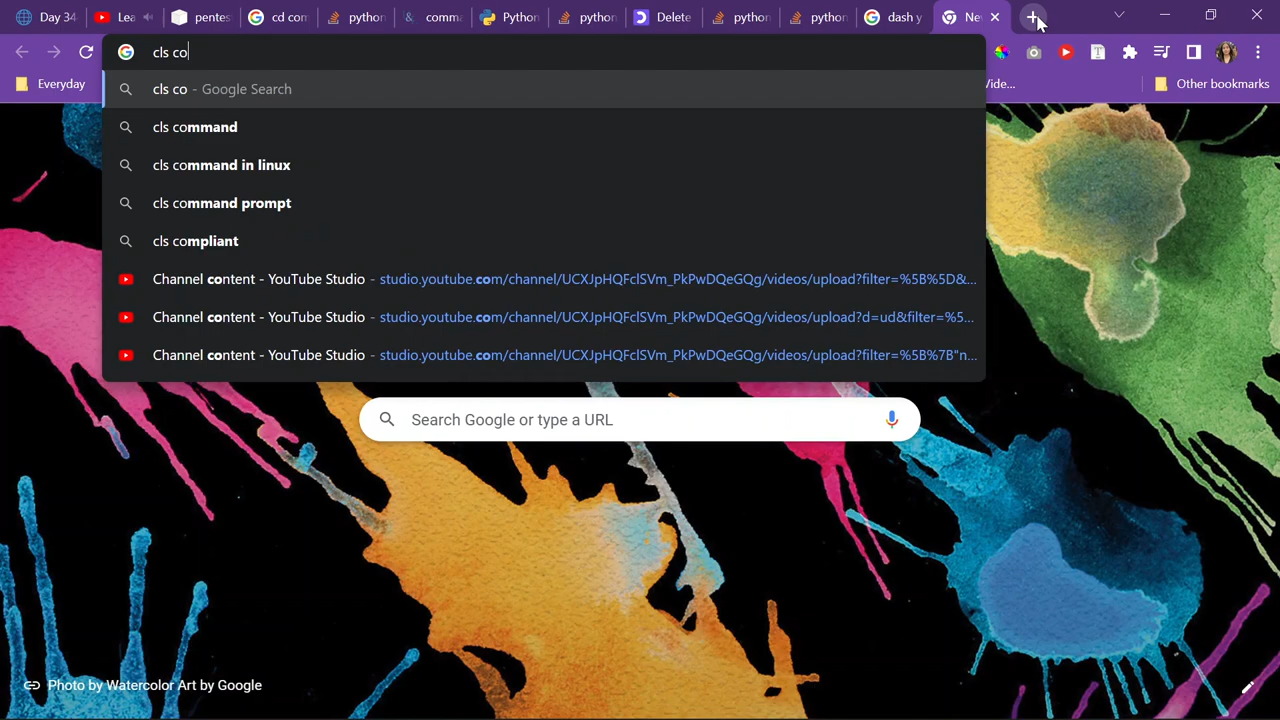 Day 34
Lea
pentes
cd com
python
comma
Python
python
Delete
python
python
dash y
Ne
cls co
Everyday
Vide...
Other bookmarks
cls co - Google Search
cls command
cls command in linux
cls command prompt
cls compliant
Channel content - YouTube Studio - studio.youtube.com/channel/UCXJpHQFclSVm_PkPwDQeGQg/videos/upload?filter=%5B%5D&...
Channel content - YouTube Studio - studio.youtube.com/channel/UCXJpHQFclSVm_PkPwDQeGQg/videos/upload?d=ud&filter=%5...
Channel content - YouTube Studio - studio.youtube.com/channel/UCXJpHQFclSVm_PkPwDQeGQg/videos/upload?filter=%5B%7B"n...
Search Google or type a URL
Photo by Watercolor Art by Google